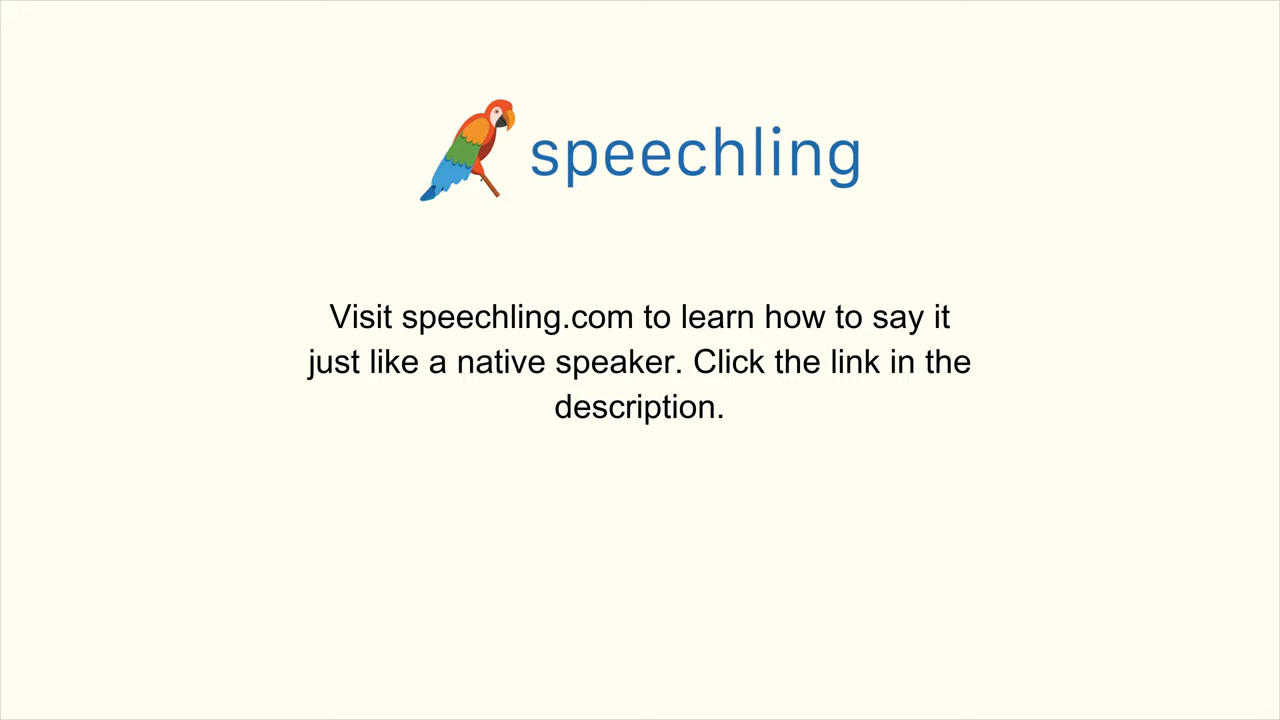 speechling
Visit speechling.com to learn how to say it
just like a native speaker. Click the link in the
description.